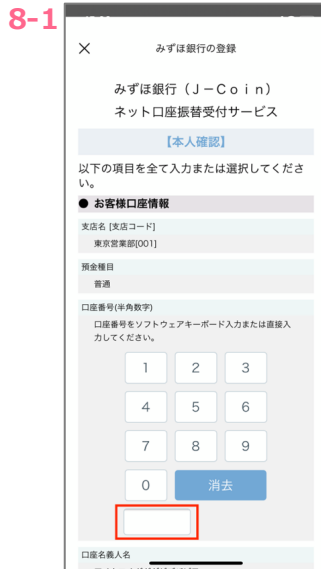 8-1
みずほ銀行の登録
みずほ銀行（J－Coin）
ネット口座振替受付サービス
【本人確認】
以下の項目を全て入力または選択してくださ
い。
● お客様口座情報
支店名 [支店コード]
東京営業部[001]
預金種目
普通
口座番号(半角数字)
口座番号をソフトウェアキーボード入力または直接入
力してください。
1 2 3
4 5 6
7 8 9
0 消去
口座名義人名